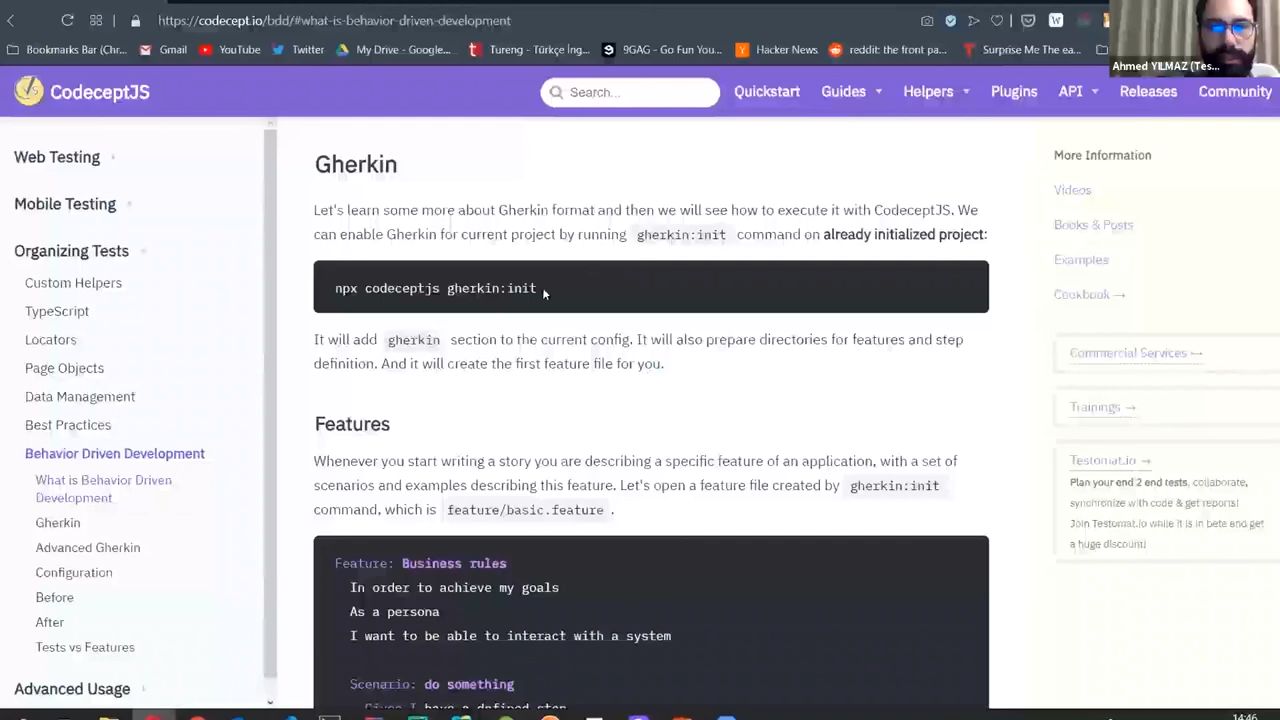 https://codecept.io/bdd/#what-is-behavior-driven-development
W
Bookmarks Bar (Chr...
Gmail
YouTube
Twitter
My Drive - Google...
Tureng - Türkçe İng...
9GAG - Go Fun You...
Hacker News
reddit: the front pa...
Surprise Me The ea...
Ahmed YILMAZ (Tes...
CodeceptJS
Search...
Quickstart
Guides
Helpers
Plugins
API
Releases
Community
Web Testing
Mobile Testing
Organizing Tests
Custom Helpers
TypeScript
Locators
Page Objects
Data Management
Best Practices
Behavior Driven Development
What is Behavior Driven
Development
Gherkin
Advanced Gherkin
Configuration
Before
After
Tests vs Features
Advanced Usage
Gherkin
Let's learn some more about Gherkin format and then we will see how to execute it with CodeceptJS. We
can enable Gherkin for current project by running gherkin:init command on already initialized project:
npx codeceptjs gherkin:init
It will add gherkin section to the current config. It will also prepare directories for features and step
definition. And it will create the first feature file for you.
Features
Whenever you start writing a story you are describing a specific feature of an application, with a set of
scenarios and examples describing this feature. Let's open a feature file created by gherkin:init
command, which is feature/basic.feature .
Feature: Business rules
In order to achieve my goals
As a persona
I want to be able to interact with a system
Scenario: do something
Given I have a defined step
More Information
Videos
Books & Posts
Examples
Cookbook →
Commercial Services →
Trainings →
Testomat.io →
Plan your end 2 end tests, collaborate,
synchronize with code & get reports!
Join Testomat.io while it is in beta and get
a huge discount!
14:46